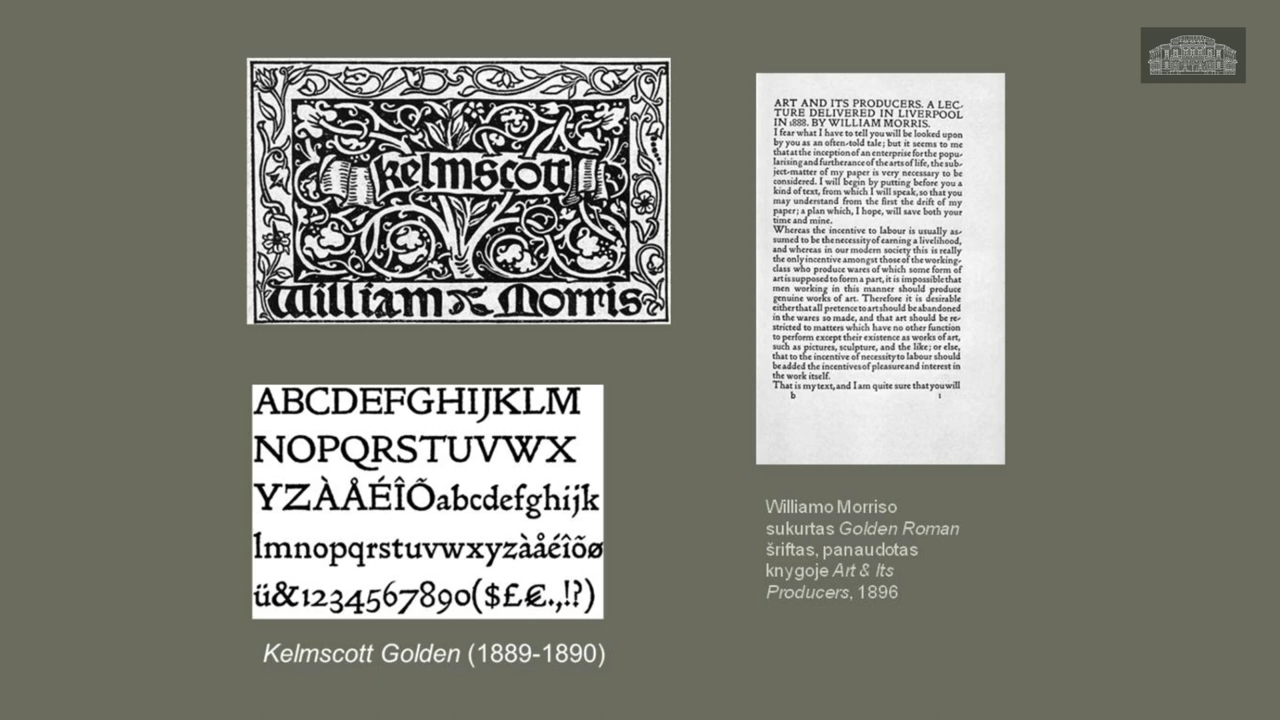 kelmscott
William Morris
ABCDEFGHIJKLM
NOPQRSTUVWX
YZÀÅÉÎÕabcdefghijk
lmnopqrstuvwxyzàåéîõø
ü&1234567890($£€.,!?)
Kelmscott Golden (1889-1890)
ART AND ITS PRODUCERS. A LEC-
TURE DELIVERED IN LIVERPOOL
IN 1888. BY WILLIAM MORRIS.
I fear what I have to tell you will be looked upon
by you as an often-told tale; but it seems to me
that at the inception of an enterprise for the popu-
larising and furtherance of the arts of life, the sub-
ject-matter of my paper is very necessary to be
considered. I will begin by putting before you a
kind of text, from which I will speak, so that you
may understand from the first the drift of my
paper; a plan which, I hope, will save both your
time and mine.
Whereas the incentive to labour is usually as-
sumed to be the necessity of earning a livelihood,
and whereas in our modern society this is really
the only incentive amongst those of the working-
class who produce wares of which some form of
art is supposed to form a part, it is impossible that
men working in this manner should produce
genuine works of art. Therefore it is desirable
either that all pretence to art should be abandoned
in the wares so made, and that art should be re-
stricted to matters which have no other function
to perform except their existence as works of art,
such as pictures, sculpture, and the like; or else,
that to the incentive of necessity to labour should
be added the incentives of pleasure and interest in
the work itself.
That is my text, and I am quite sure that you will
b 1
Williamo Morriso
sukurtas Golden Roman
šriftas, panaudotas
knygoje Art & Its
Producers, 1896